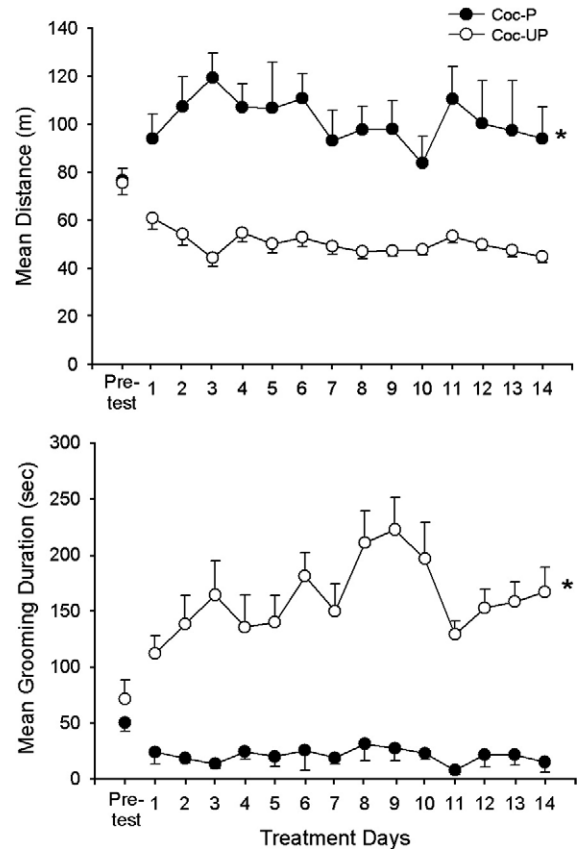 Coc-P
Coc-UP
Mean Distance (m)
140
120
100
80
60
40
20
0
*
Pre-
test
1 2 3 4 5 6 7 8 9 10 11 12 13 14
Mean Grooming Duration (sec)
300
250
200
150
100
50
0
*
Pre-
test
1 2 3 4 5 6 7 8 9 10 11 12 13 14
Treatment Days